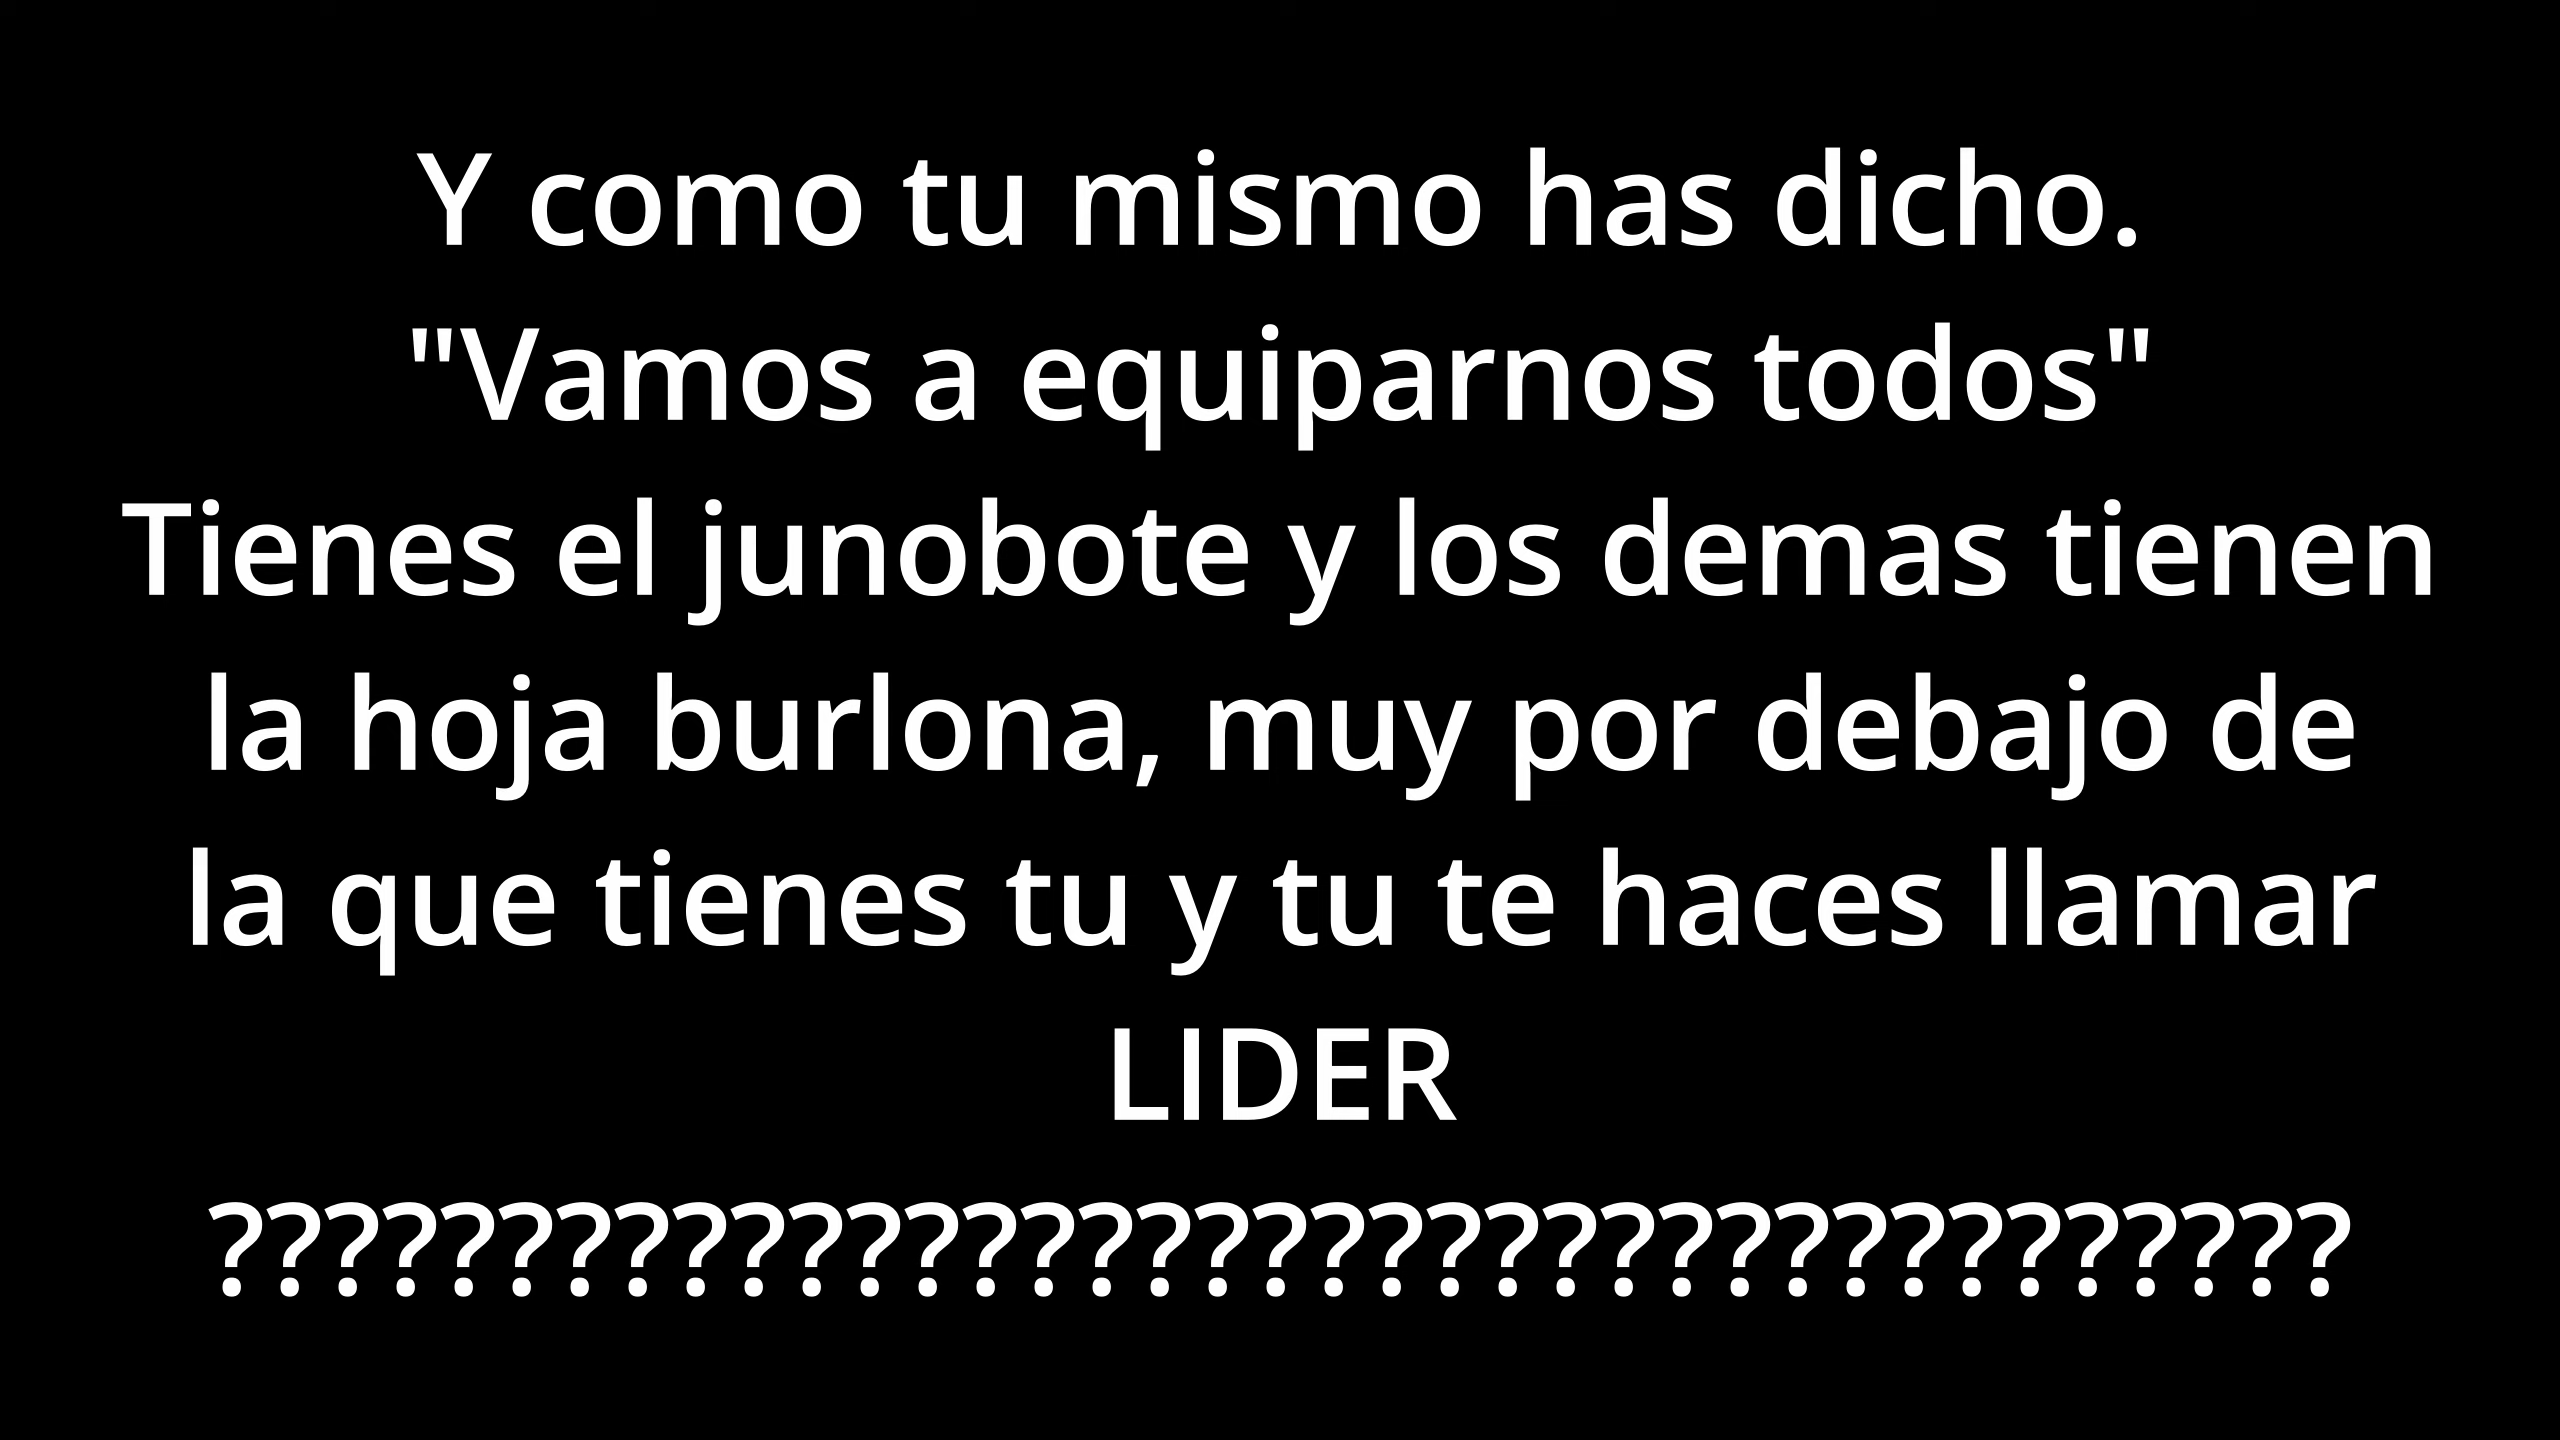 Y como tu mismo has dicho.
"Vamos a equiparnos todos"
Tienes el junobote y los demas tienen
la hoja burlona, muy por debajo de
la que tienes tu y tu te haces llamar
LIDER
?????????????????????????????????????